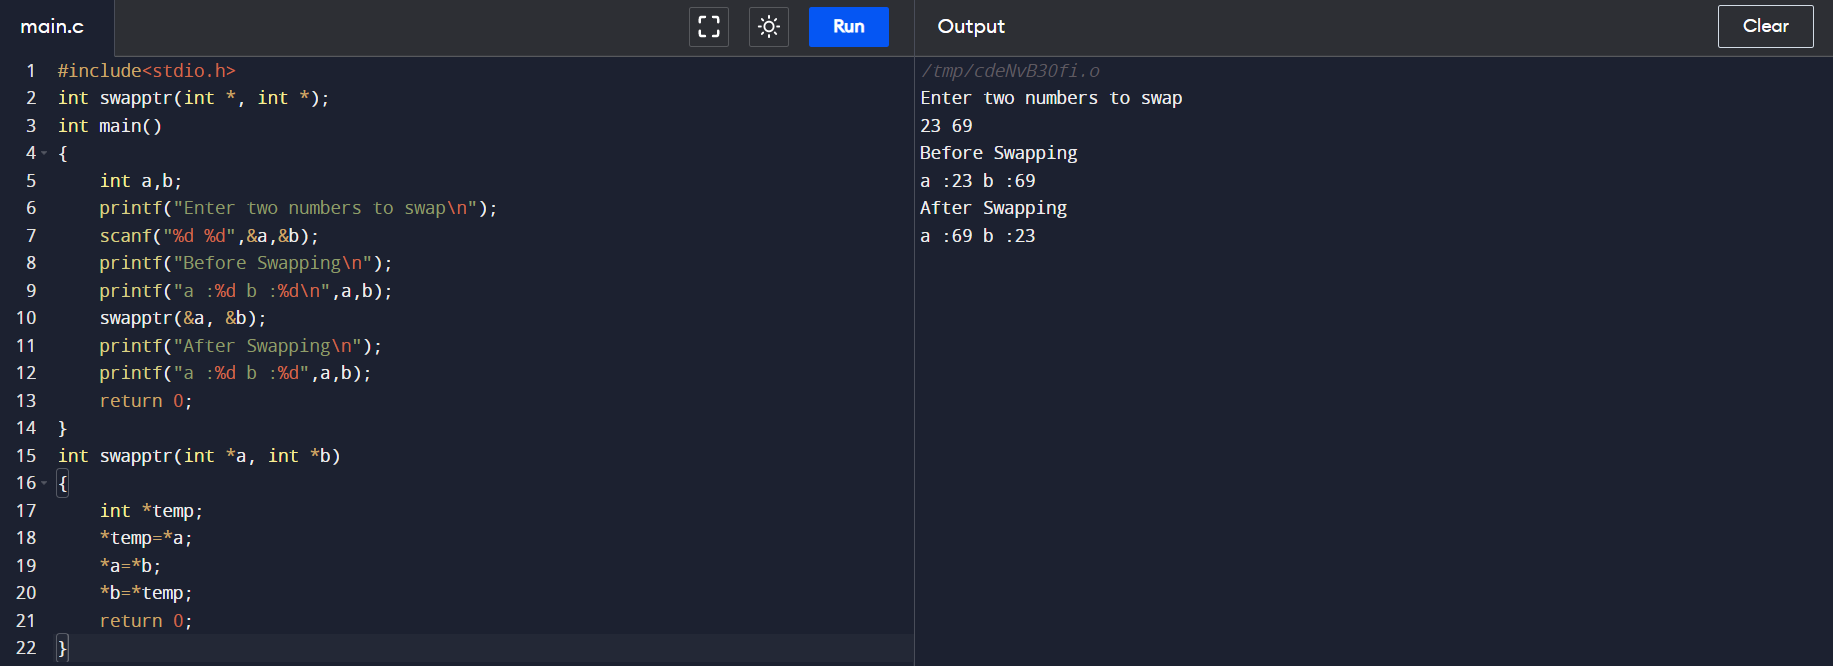 main.c
Run
Output
Clear
1 #include<stdio.h>
2 int swapptr(int *, int *);
3 int main()
4 {
5     int a,b;
6     printf("Enter two numbers to swap\n");
7     scanf("%d %d",&a,&b);
8     printf("Before Swapping\n");
9     printf("a :%d b :%d\n",a,b);
10     swapptr(&a, &b);
11     printf("After Swapping\n");
12     printf("a :%d b :%d",a,b);
13     return 0;
14 }
15 int swapptr(int *a, int *b)
16 {
17     int *temp;
18     *temp=*a;
19     *a=*b;
20     *b=*temp;
21     return 0;
22 }
/tmp/cdeNvB3Ofi.o
Enter two numbers to swap
23 69
Before Swapping
a :23 b :69
After Swapping
a :69 b :23